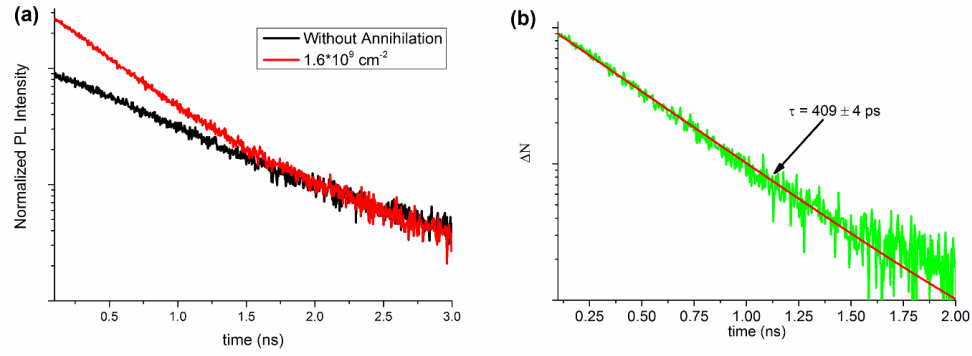 (a)
Without Annihilation
1.6*10⁹ cm⁻²
Normalized PL Intensity
0.5 1.0 1.5 2.0 2.5 3.0
time (ns)
(b)
τ = 409 ± 4 ps
ΔN
0.25 0.50 0.75 1.00 1.25 1.50 1.75 2.00
time (ns)